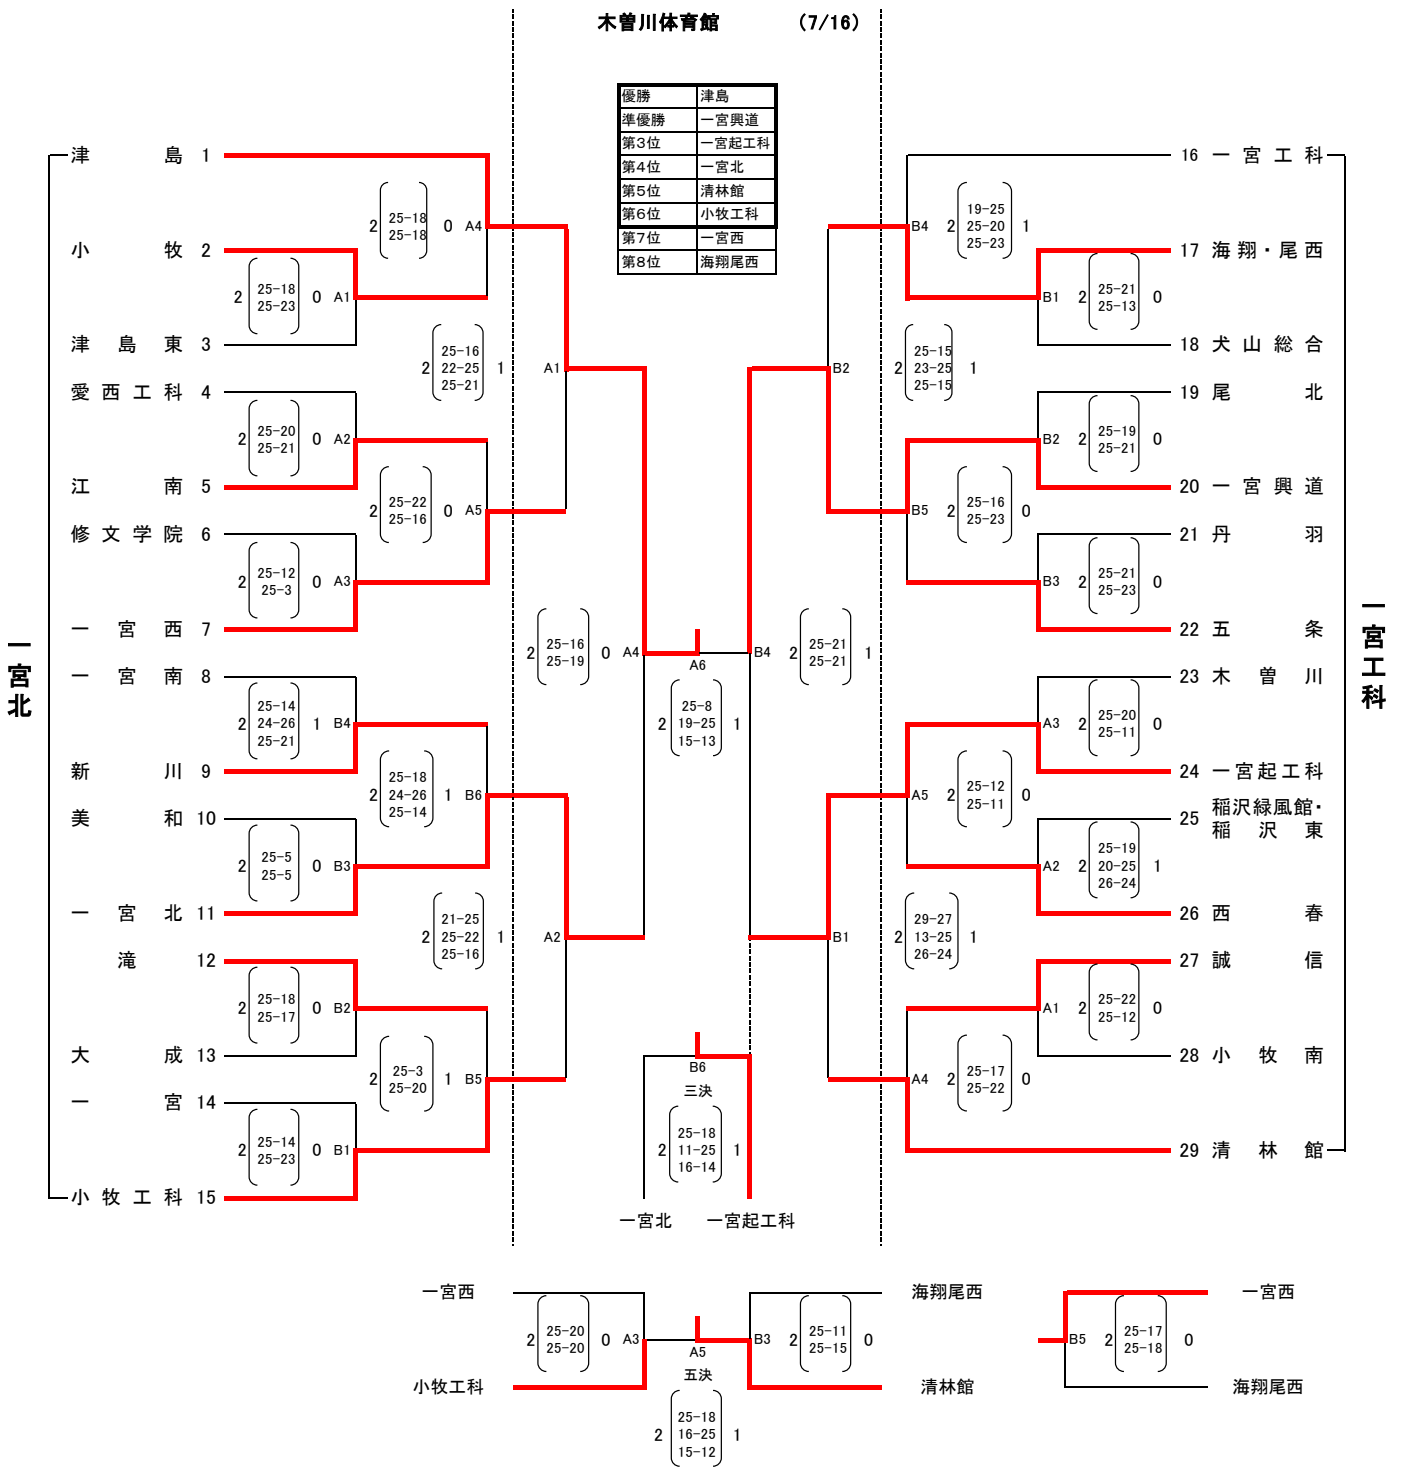 木曽川体育館 (7/16)
優勝 津島
準優勝 一宮興道
第3位 一宮起工科
第4位 一宮北
第5位 清林館
第6位 小牧工科
第7位 一宮西
第8位 海翔尾西
一宮北
津島 1
小牧 2
津島東 3
愛西工科 4
江南 5
修文学院 6
一宮西 7
一宮南 8
新川 9
美和 10
一宮北 11
滝 12
大成 13
一宮 14
小牧工科 15
2 25-18 25-23 0 A1
2 25-20 25-21 0 A2
2 25-12 25-3 0 A3
2 25-14 24-26 25-21 1 B4
2 25-5 25-5 0 B3
2 25-18 25-17 0 B2
2 25-14 25-23 0 B1
2 25-18 25-18 0 A4
2 25-22 25-16 0 A5
2 25-18 24-26 25-14 1 B6
2 25-3 25-20 1 B5
2 25-16 22-25 25-21 1 A1
2 21-25 25-22 25-16 1 A2
2 25-16 25-19 0 A4
A6
2 25-8 19-25 15-13 1
B4 2 25-21 25-21 1
B2 2 25-15 23-25 25-15 1
B1 2 29-27 13-25 26-24 1
B4 2 19-25 25-20 25-23 1
B5 2 25-16 25-23 0
A5 2 25-12 25-11 0
A4 2 25-17 25-22 0
B1 2 25-21 25-13 0
B2 2 25-19 25-21 0
B3 2 25-21 25-23 0
A3 2 25-20 25-11 0
A2 2 25-19 20-25 26-24 1
A1 2 25-22 25-12 0
16 一宮工科
17 海翔・尾西
18 犬山総合
19 尾北
20 一宮興道
21 丹羽
22 五条
23 木曽川
24 一宮起工科
25 稲沢緑風館・
稲沢東
26 西春
27 誠信
28 小牧南
29 清林館
一宮工科
B6
三決
2 25-18 11-25 16-14 1
一宮北 一宮起工科
一宮西
2 25-20 25-20 0 A3
小牧工科
A5
五決
2 25-18 16-25 15-12 1
海翔尾西
B3 2 25-11 25-15 0
清林館
一宮西
B5 2 25-17 25-18 0
海翔尾西